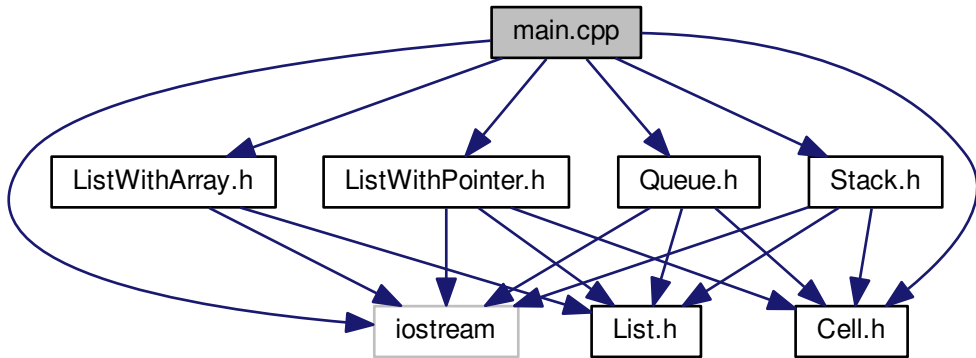 main.cpp
ListWithArray.h
ListWithPointer.h
Queue.h
Stack.h
iostream
List.h
Cell.h